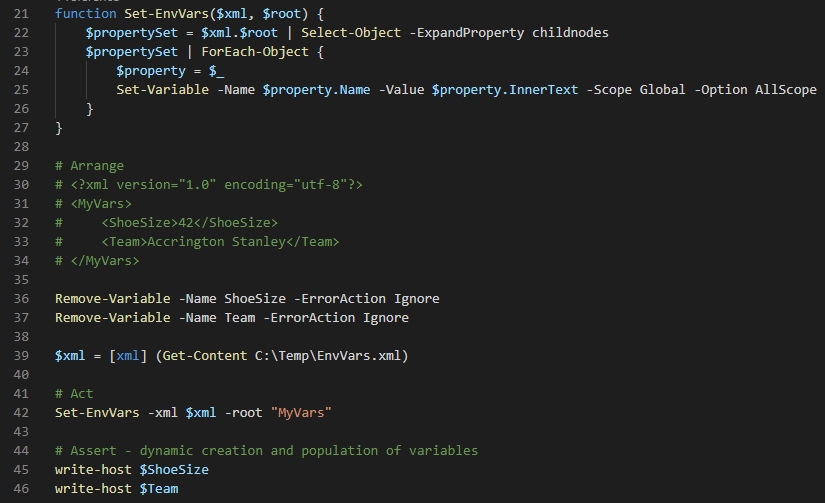 21 function Set-EnvVars($xml, $root) {
22     $propertySet = $xml.$root | Select-Object -ExpandProperty childnodes
23     $propertySet | ForEach-Object {
24         $property = $_
25         Set-Variable -Name $property.Name -Value $property.InnerText -Scope Global -Option AllScope
26     }
27 }
28
29 # Arrange
30 # <?xml version="1.0" encoding="utf-8"?>
31 # <MyVars>
32 #     <ShoeSize>42</ShoeSize>
33 #     <Team>Accrington Stanley</Team>
34 # </MyVars>
35
36 Remove-Variable -Name ShoeSize -ErrorAction Ignore
37 Remove-Variable -Name Team -ErrorAction Ignore
38
39 $xml = [xml] (Get-Content C:\Temp\EnvVars.xml)
40
41 # Act
42 Set-EnvVars -xml $xml -root "MyVars"
43
44 # Assert - dynamic creation and population of variables
45 write-host $ShoeSize
46 write-host $Team